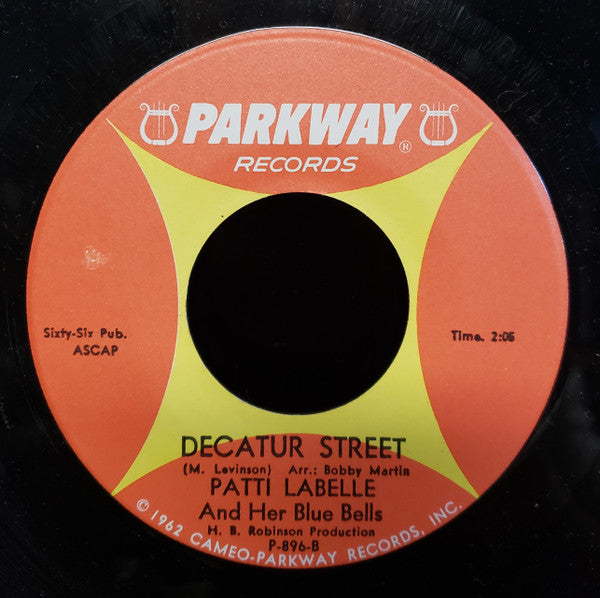 PARKWAY®
RECORDS
Sixty-Six Pub.
ASCAP
Time. 2:05
DECATUR STREET
(M. Levinson) Arr.: Bobby Martin
PATTI LABELLE
And Her Blue Bells
H. B. Robinson Production
P-896-B
© 1962 CAMEO-PARKWAY RECORDS, INC.